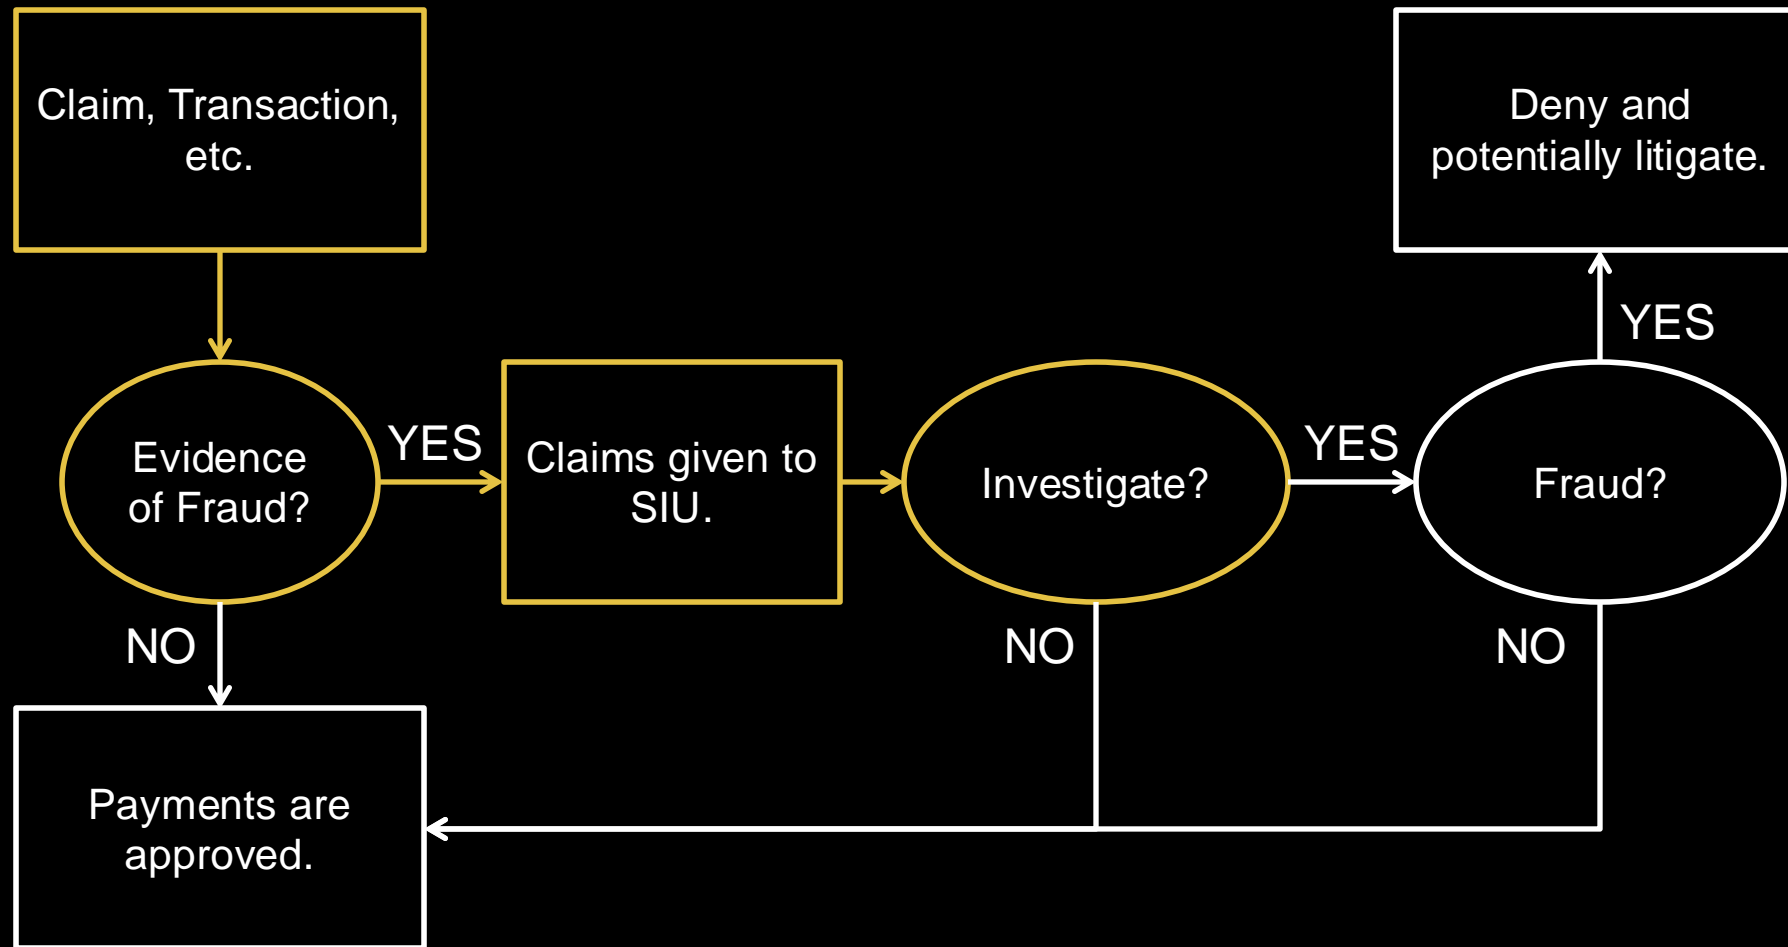 Claim, Transaction,
etc.
Deny and
potentially litigate.
YES
Evidence
of Fraud?
YES
Claims given to
SIU.
Investigate?
YES
Fraud?
NO
NO
NO
Payments are
approved.